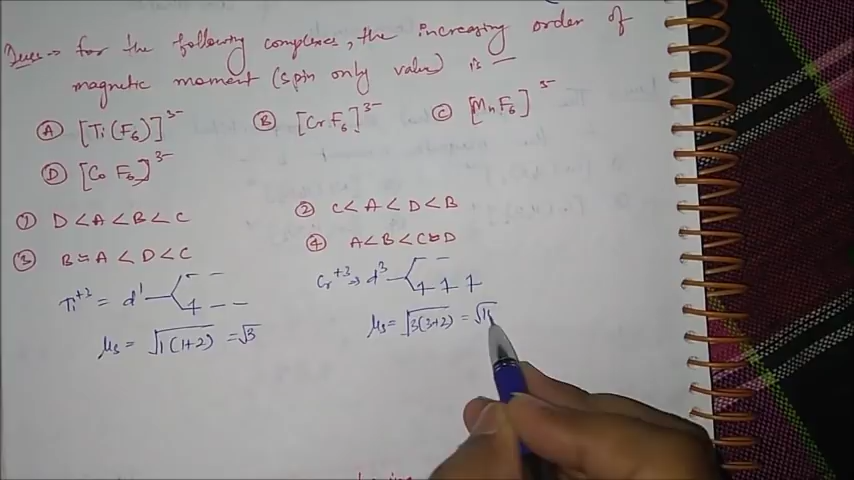 Ques → For the following complexes, the increasing order of
magnetic moment (spin only value) is —
Ⓐ [Ti(F₆)]³⁻ Ⓑ [CrF₆]³⁻ Ⓒ [MnF₆]³⁻
Ⓓ [CoF₆]³⁻
① D < A < B < C ② C < A < D < B
③ B ≈ A < D < C ④ A < B < C ≈ D
Ti⁺³ = d¹
Cr⁺³ → d³
μs = √1(1+2) = √3 μs = √3(3+2) = √1